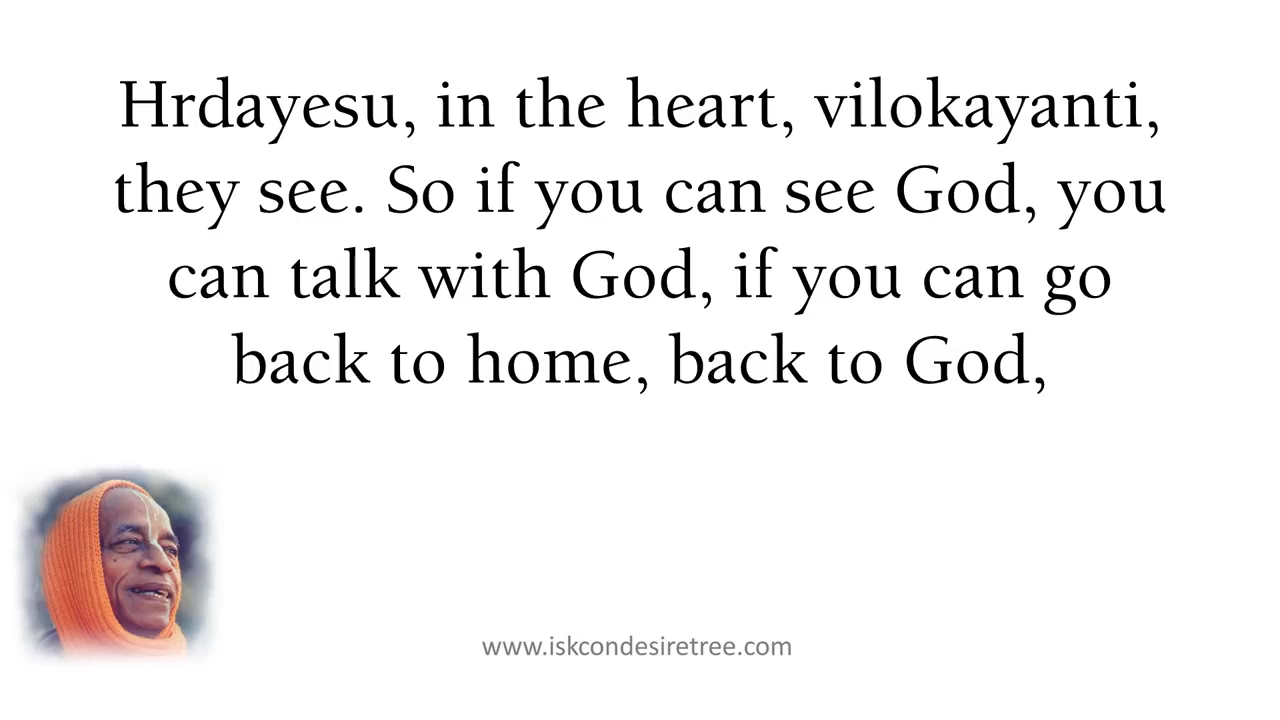 Hrdayesu, in the heart, vilokayanti,
they see. So if you can see God, you
can talk with God, if you can go
back to home, back to God,
www.iskcondesiretree.com